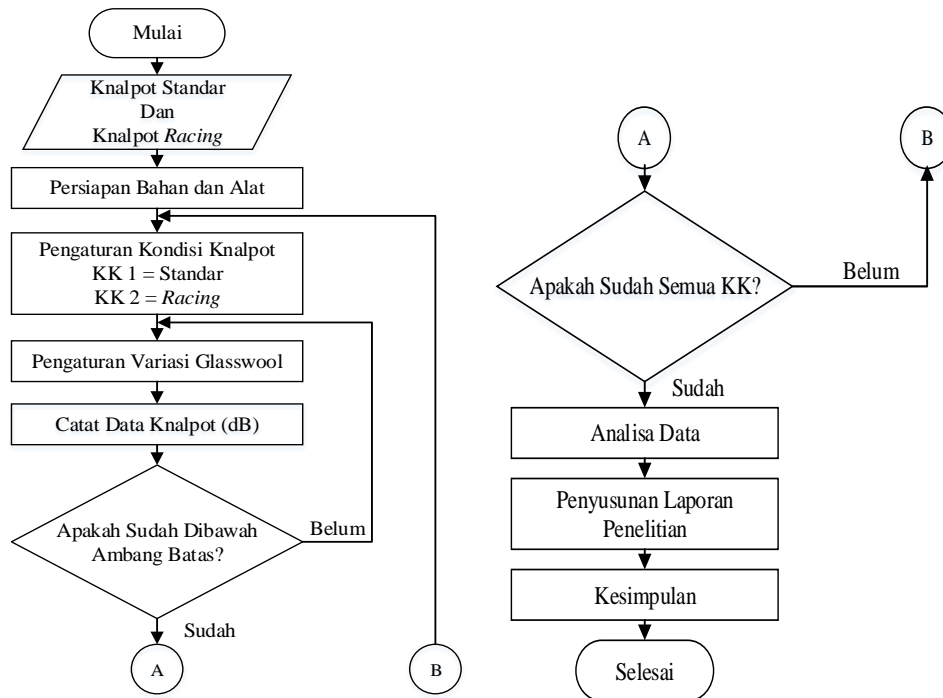 Mulai
Knalpot Standar
Dan
Knalpot Racing
Persiapan Bahan dan Alat
Pengaturan Kondisi Knalpot
KK 1 = Standar
KK 2 = Racing
Pengaturan Variasi Glasswool
Catat Data Knalpot (dB)
Apakah Sudah Dibawah
Ambang Batas?
Belum
Sudah
A
B
A
B
Apakah Sudah Semua KK?
Belum
Sudah
Analisa Data
Penyusunan Laporan
Penelitian
Kesimpulan
Selesai